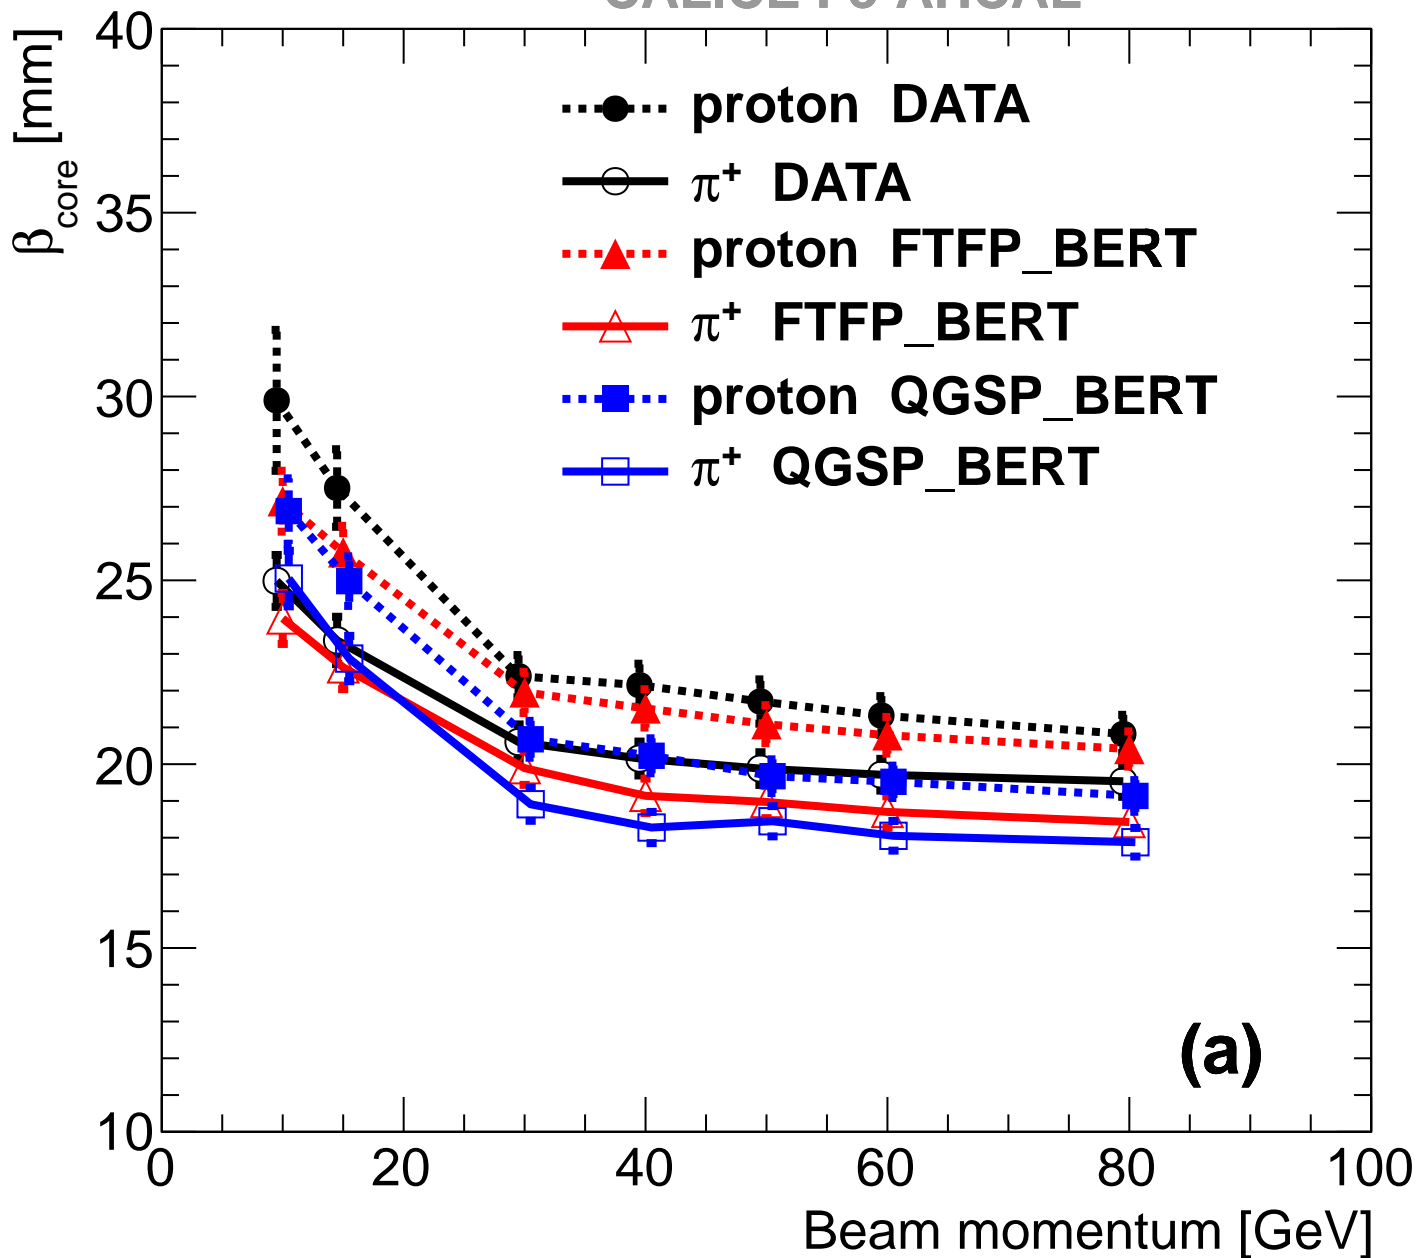 40
35
30
25
20
15
10
β_core [mm]
proton DATA
π⁺ DATA
proton FTFP_BERT
π⁺ FTFP_BERT
proton QGSP_BERT
π⁺ QGSP_BERT
(a)
0 20 40 60 80 100
Beam momentum [GeV]